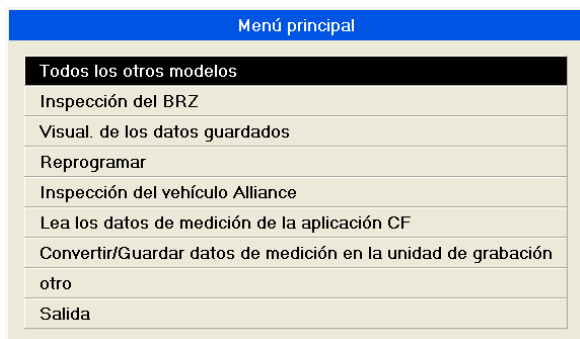 Menú principal
Todos los otros modelos
Inspección del BRZ
Visual. de los datos guardados
Reprogramar
Inspección del vehículo Alliance
Lea los datos de medición de la aplicación CF
Convertir/Guardar datos de medición en la unidad de grabación
otro
Salida